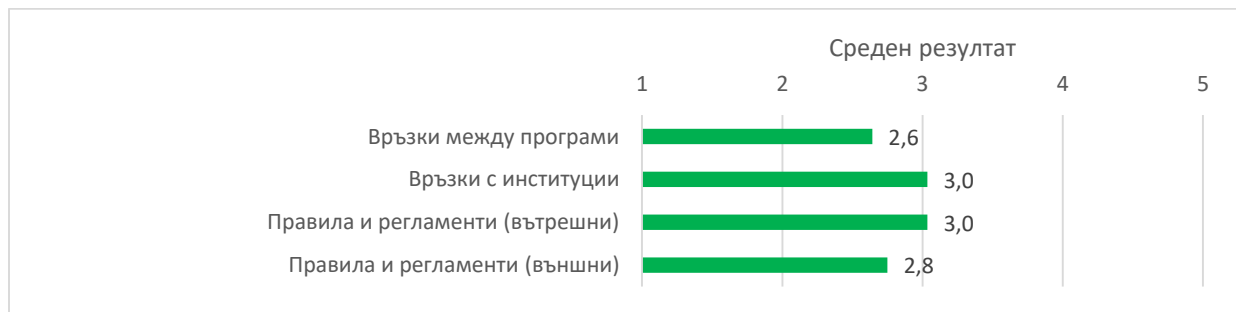 Среден резултат
1 2 3 4 5
Връзки между програми 2,6
Връзки с институции 3,0
Правила и регламенти (вътрешни) 3,0
Правила и регламенти (външни) 2,8